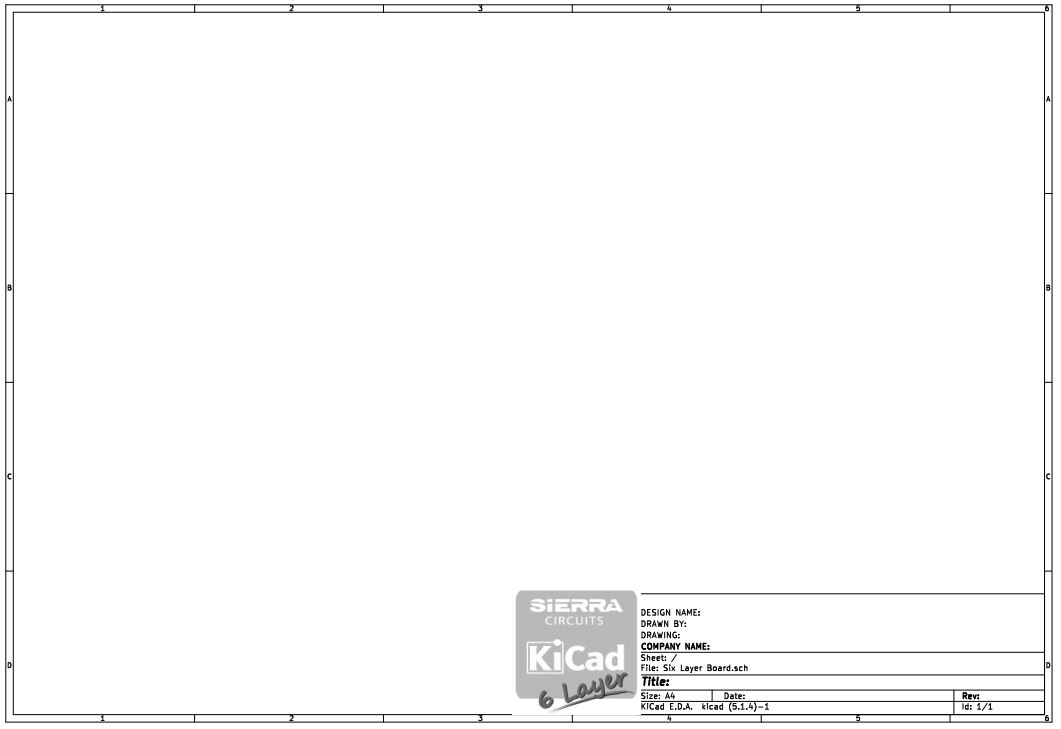 1 2 3 4 5 6
A A
B B
C C
SiERRA
CIRCUITS
KiCad
6 Layer
DESIGN NAME:
DRAWN BY:
DRAWING:
COMPANY NAME:
Sheet: /
D D
File: Six Layer Board.sch
Title:
Size: A4 Date: Rev:
KiCad E.D.A. kicad (5.1.4)-1 Id: 1/1
1 2 3 4 5 6